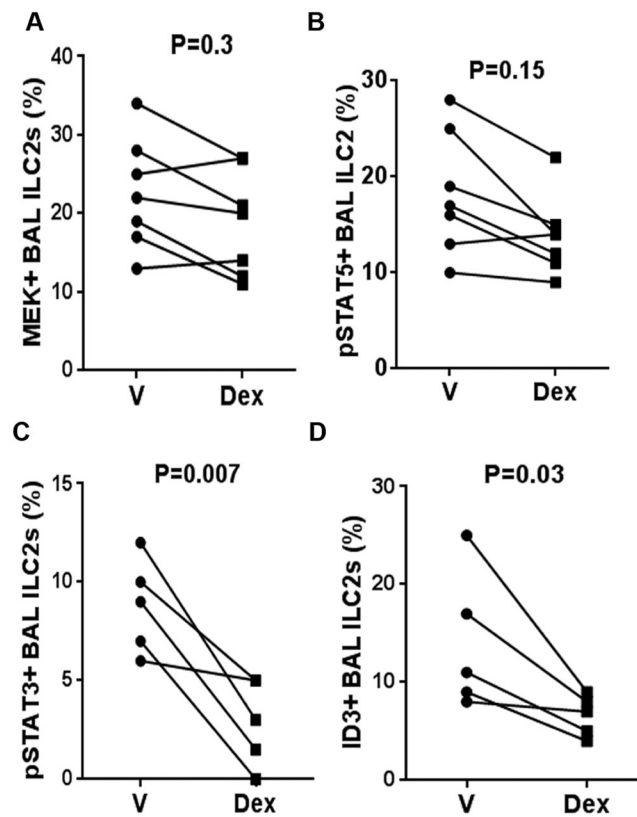 A
P=0.3
MEK+ BAL ILC2s (%)
40
30
20
10
0
V Dex
B
P=0.15
pSTAT5+ BAL ILC2 (%)
30
20
10
0
V Dex
C
P=0.007
pSTAT3+ BAL ILC2s (%)
15
10
5
0
V Dex
D
P=0.03
ID3+ BAL ILC2s (%)
30
20
10
0
V Dex